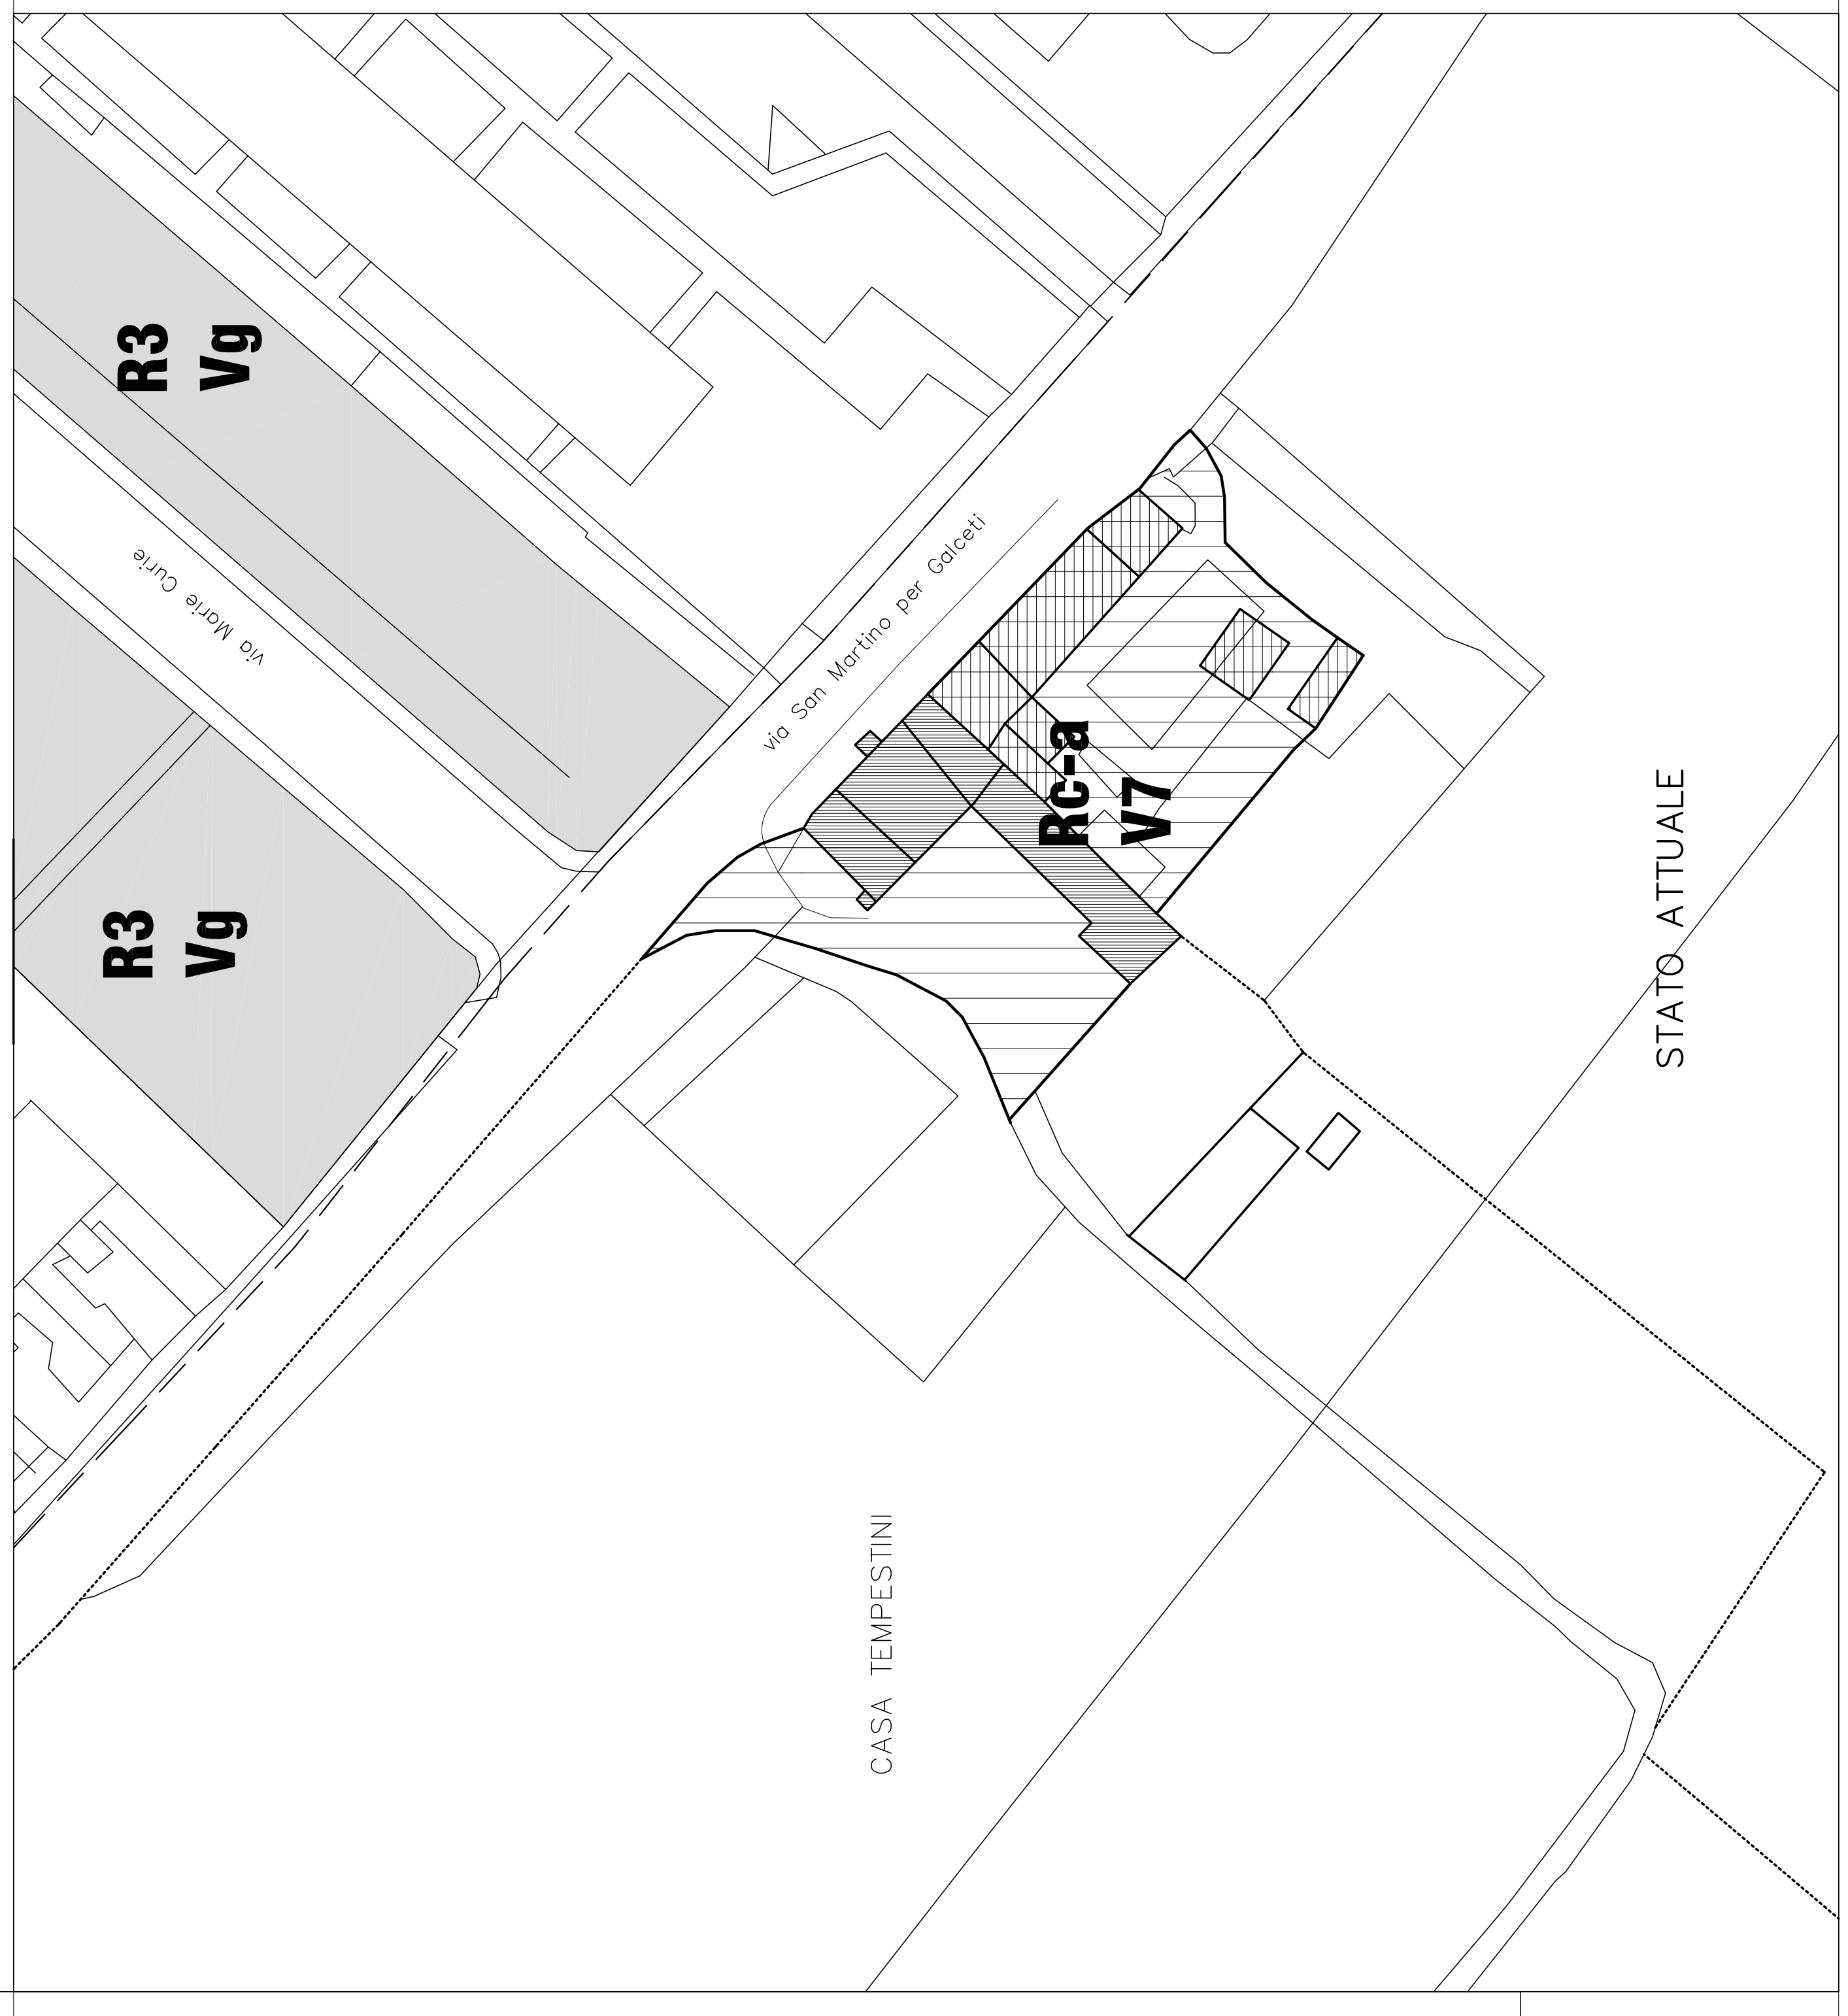 R3
Vg
via Marie Curie
R3
Vg
via San Martino per Galceti
Rc-a
V7
STATO ATTUALE
CASA TEMPESTINI